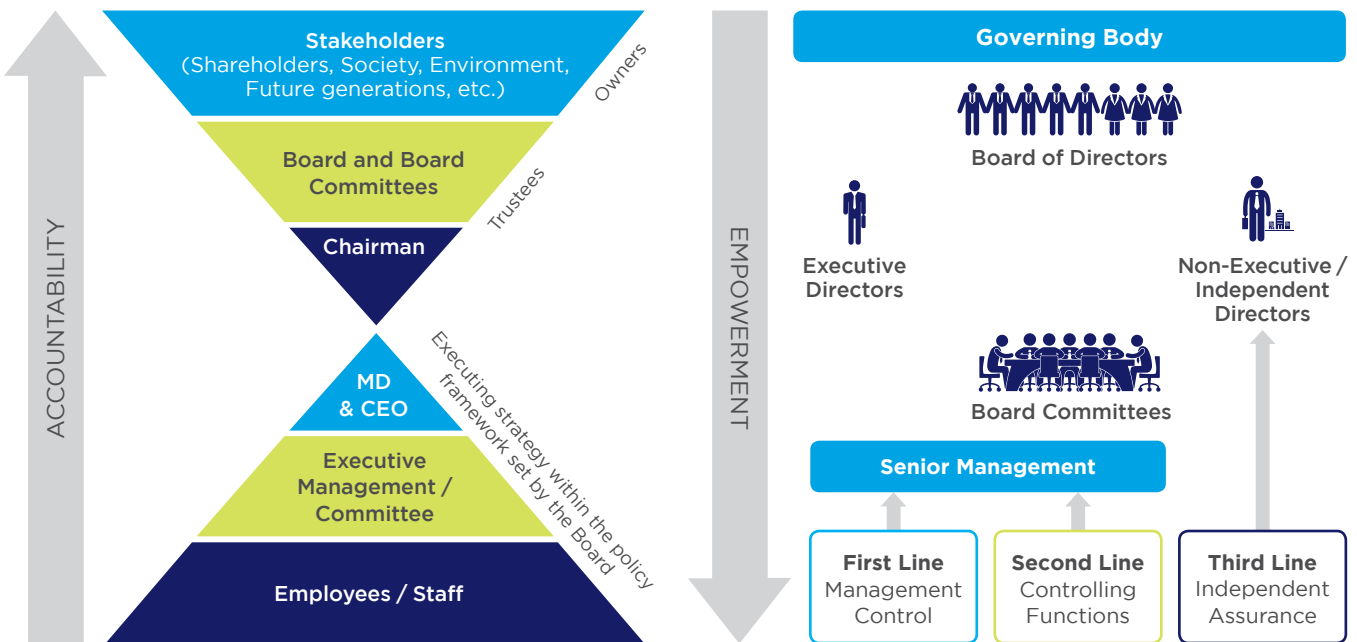 ACCOUNTABILITY
Stakeholders
(Shareholders, Society, Environment,
Future generations, etc.)
Owners
Board and Board
Committees
Trustees
Chairman
MD
& CEO
Executive
Management /
Committee
Executing strategy within the policy
framework set by the Board
Employees / Staff
EMPOWERMENT
Governing Body
Board of Directors
Executive
Directors
Non-Executive /
Independent
Directors
Board Committees
Senior Management
First Line
Management
Control
Second Line
Controlling
Functions
Third Line
Independent
Assurance